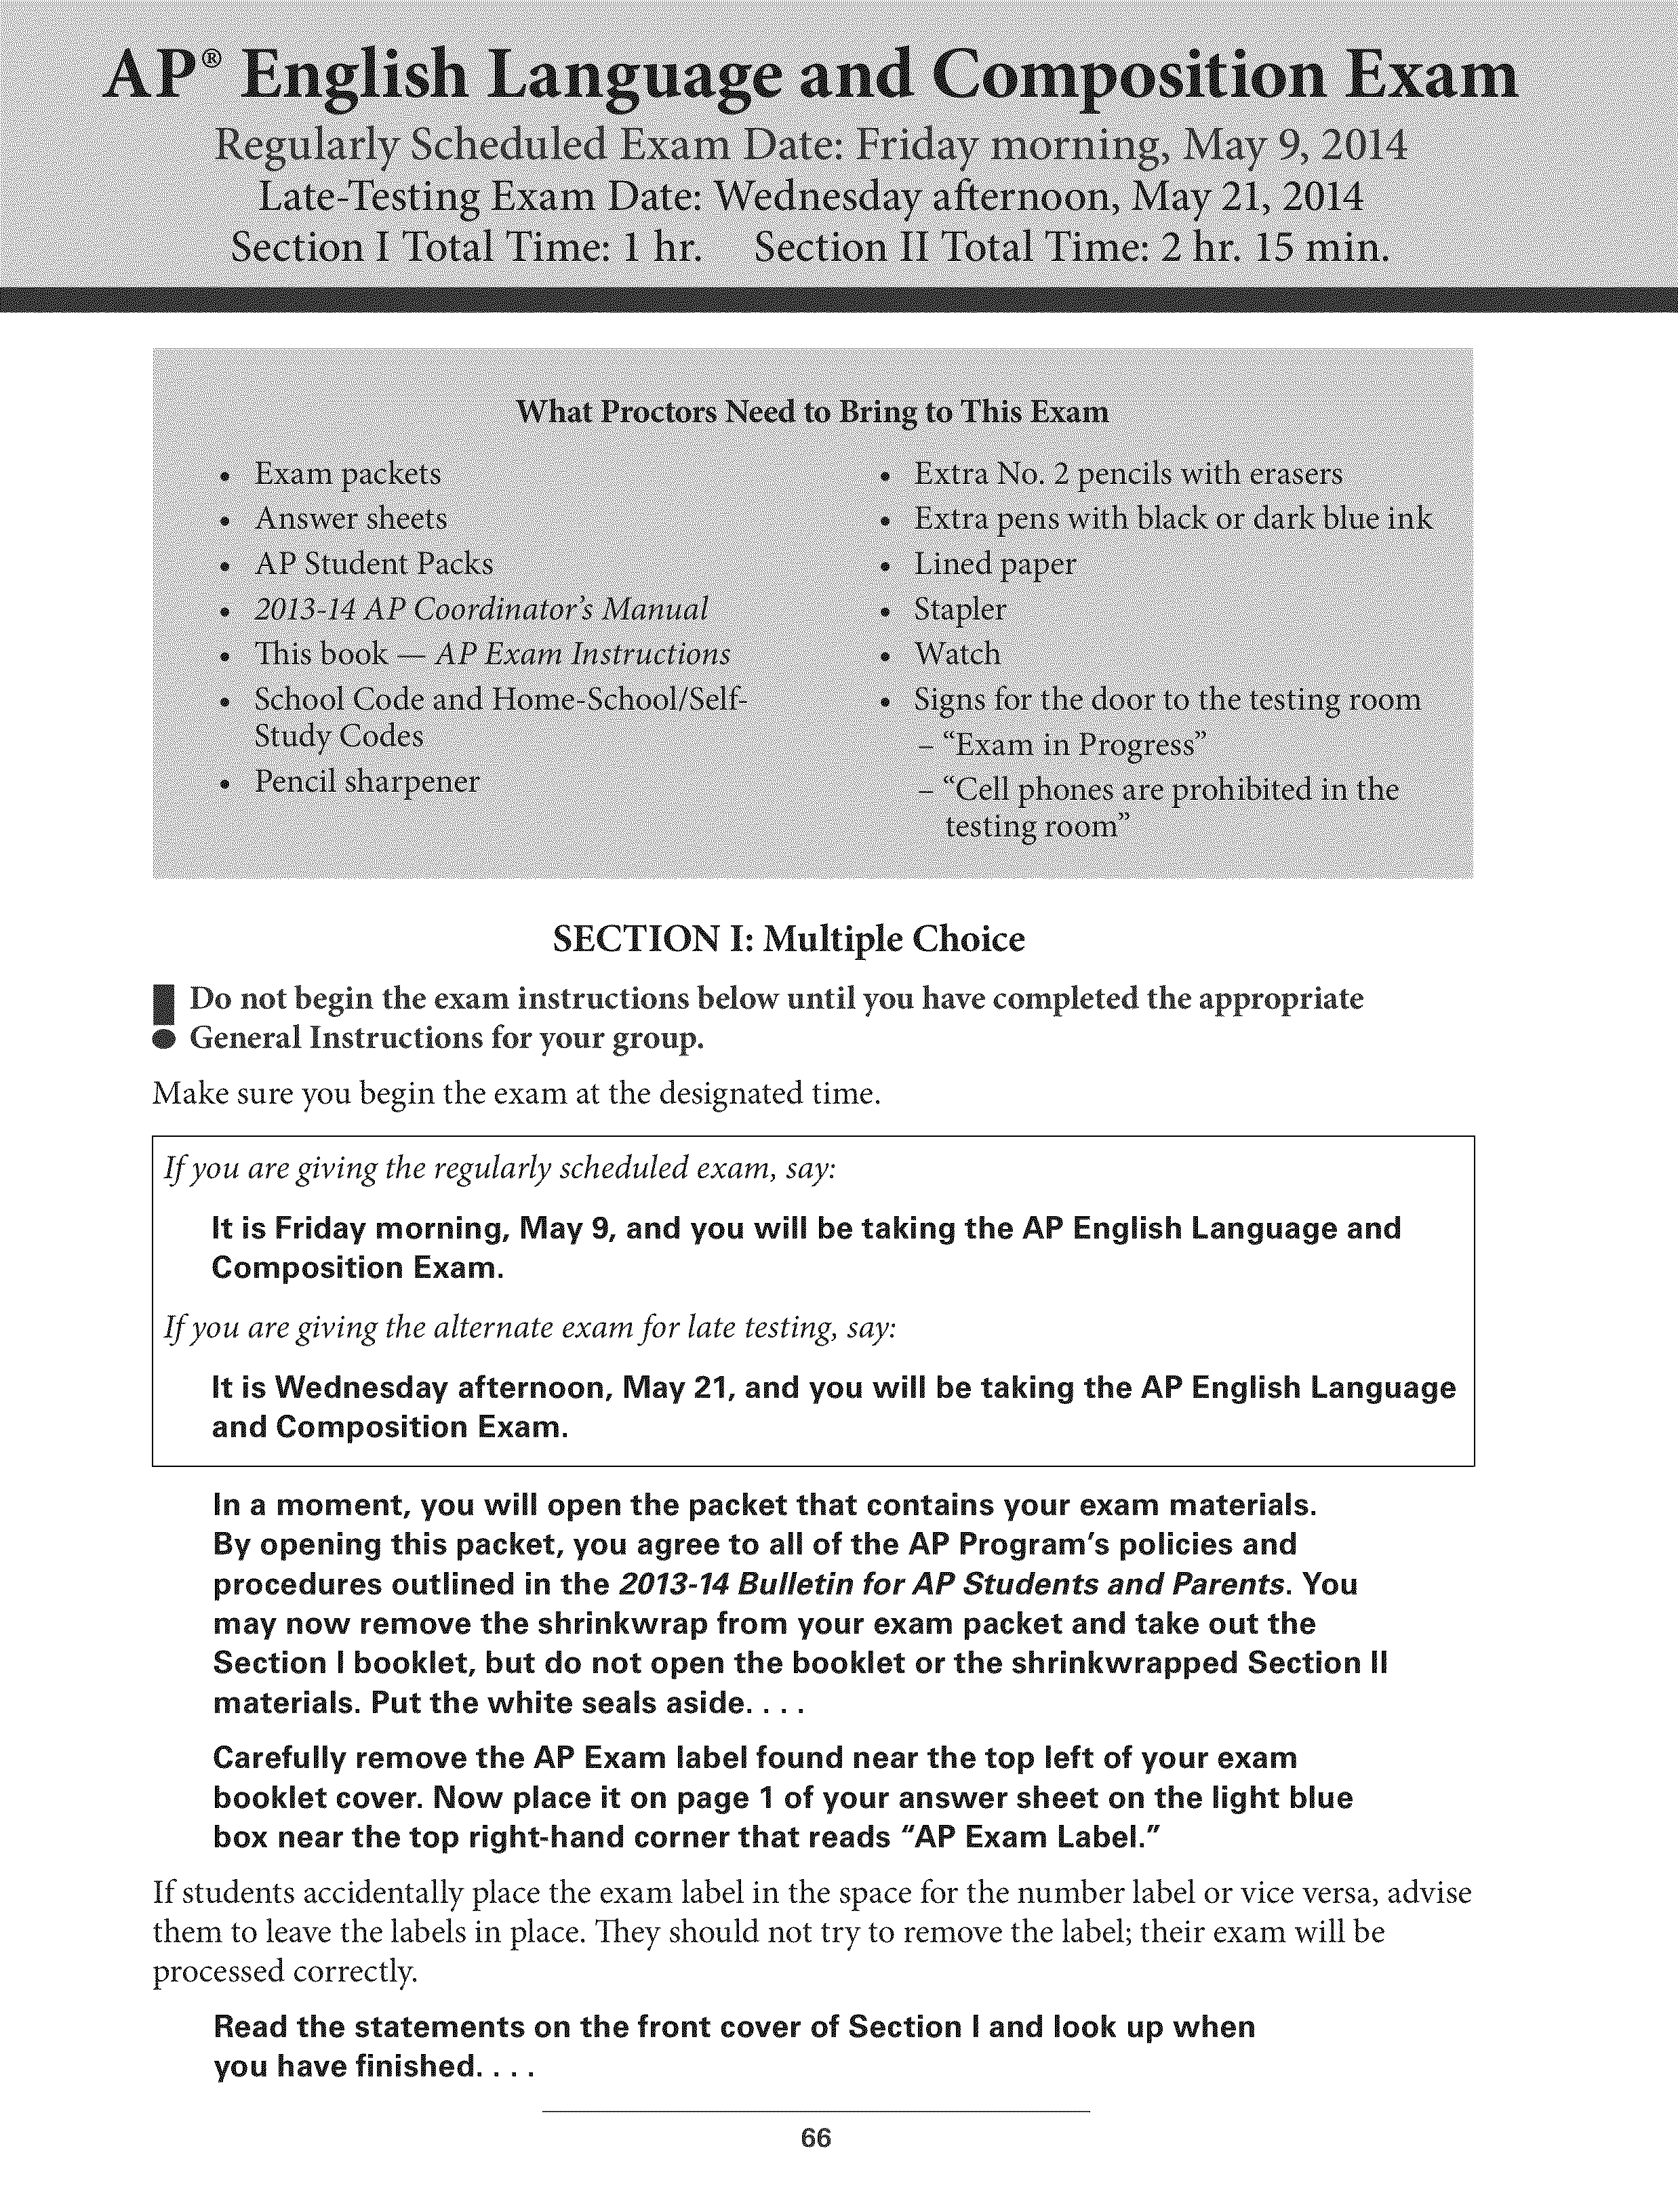 AP® English Language and Composition Exam
Regularly Scheduled Exam Date: Friday morning, May 9, 2014
Late-Testing Exam Date: Wednesday afternoon, May 21, 2014
Section I Total Time: 1 hr. Section II Total Time: 2 hr. 15 min.
What Proctors Need to Bring to This Exam
• Exam packets
• Answer sheets
• AP Student Packs
• 2013-14 AP Coordinator’s Manual
• This book — AP Exam Instructions
• School Code and Home-School/Self-
Study Codes
• Pencil sharpener
• Extra No. 2 pencils with erasers
• Extra pens with black or dark blue ink
• Lined paper
• Stapler
• Watch
• Signs for the door to the testing room
– “Exam in Progress”
– “Cell phones are prohibited in the
testing room”
SECTION I: Multiple Choice
! Do not begin the exam instructions below until you have completed the appropriate
General Instructions for your group.
Make sure you begin the exam at the designated time.
If you are giving the regularly scheduled exam, say:
It is Friday morning, May 9, and you will be taking the AP English Language and
Composition Exam.
If you are giving the alternate exam for late testing, say:
It is Wednesday afternoon, May 21, and you will be taking the AP English Language
and Composition Exam.
In a moment, you will open the packet that contains your exam materials.
By opening this packet, you agree to all of the AP Program’s policies and
procedures outlined in the 2013-14 Bulletin for AP Students and Parents. You
may now remove the shrinkwrap from your exam packet and take out the
Section I booklet, but do not open the booklet or the shrinkwrapped Section II
materials. Put the white seals aside. . . .
Carefully remove the AP Exam label found near the top left of your exam
booklet cover. Now place it on page 1 of your answer sheet on the light blue
box near the top right-hand corner that reads “AP Exam Label.”
If students accidentally place the exam label in the space for the number label or vice versa, advise
them to leave the labels in place. They should not try to remove the label; their exam will be
processed correctly.
Read the statements on the front cover of Section I and look up when
you have finished. . . .
66